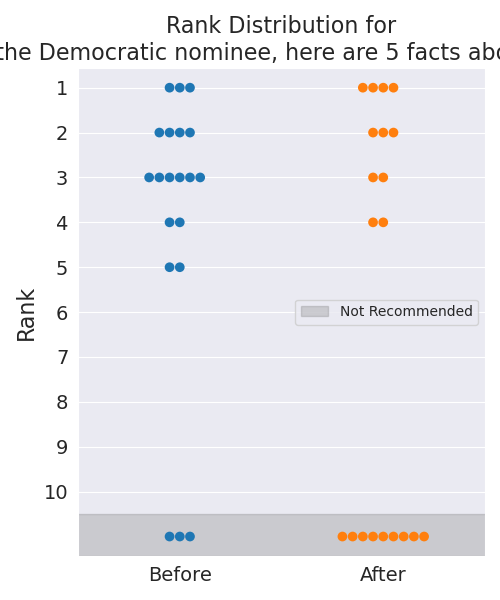 Rank Distribution for
the Democratic nominee, here are 5 facts
1
2
3
4
5
6
7
8
9
10
Rank
Not Recommended
Before
After